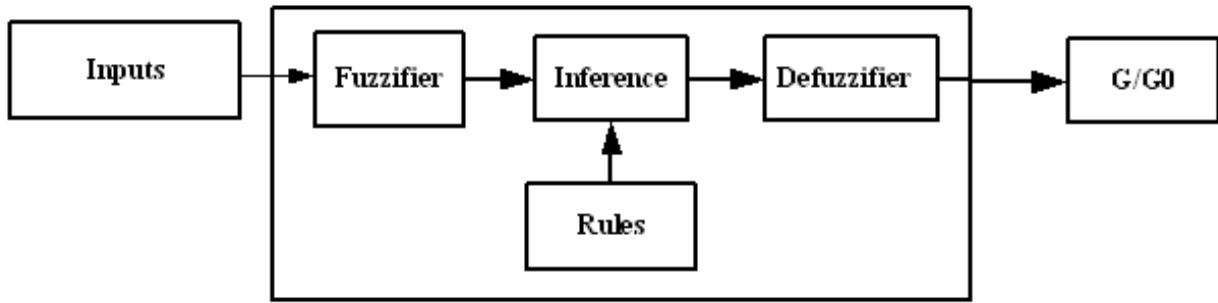 Inputs
Fuzzifier
Inference
Defuzzifier
G/G0
Rules